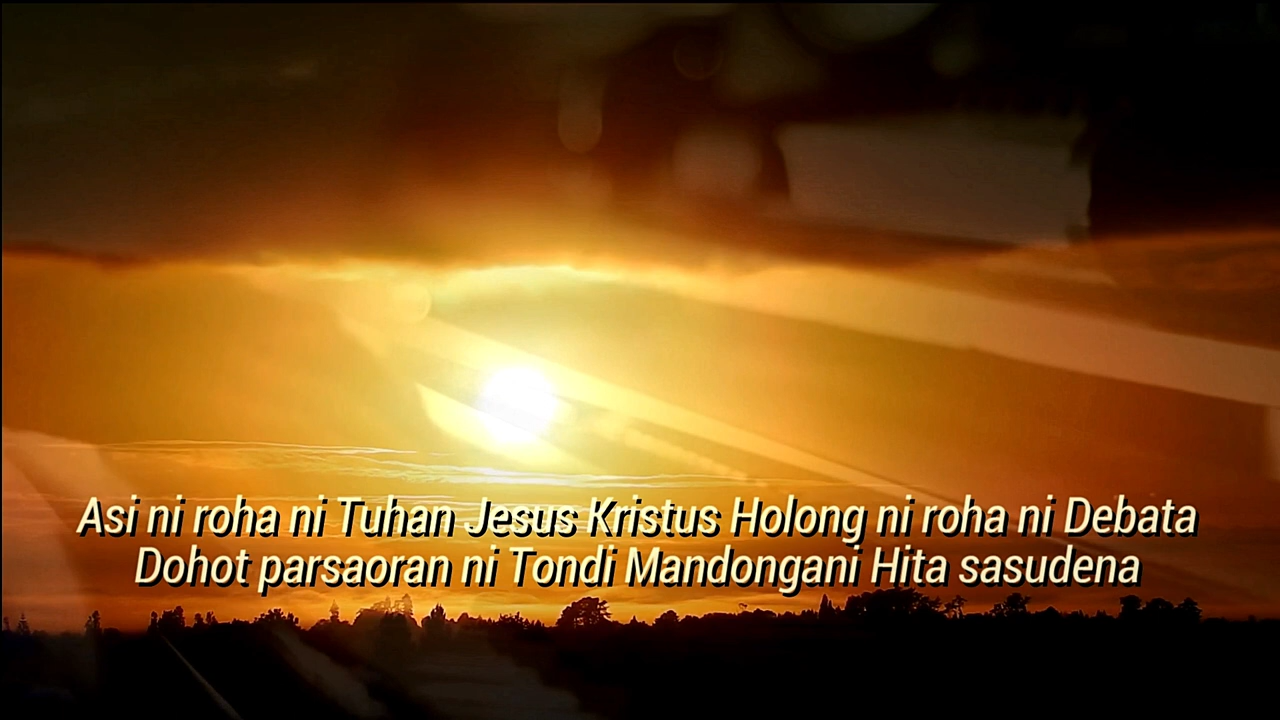 Asi ni roha ni Tuhan Jesus Kristus Holong ni roha ni Debata
Dohot parsaoran ni Tondi Mandongani Hita sasudena